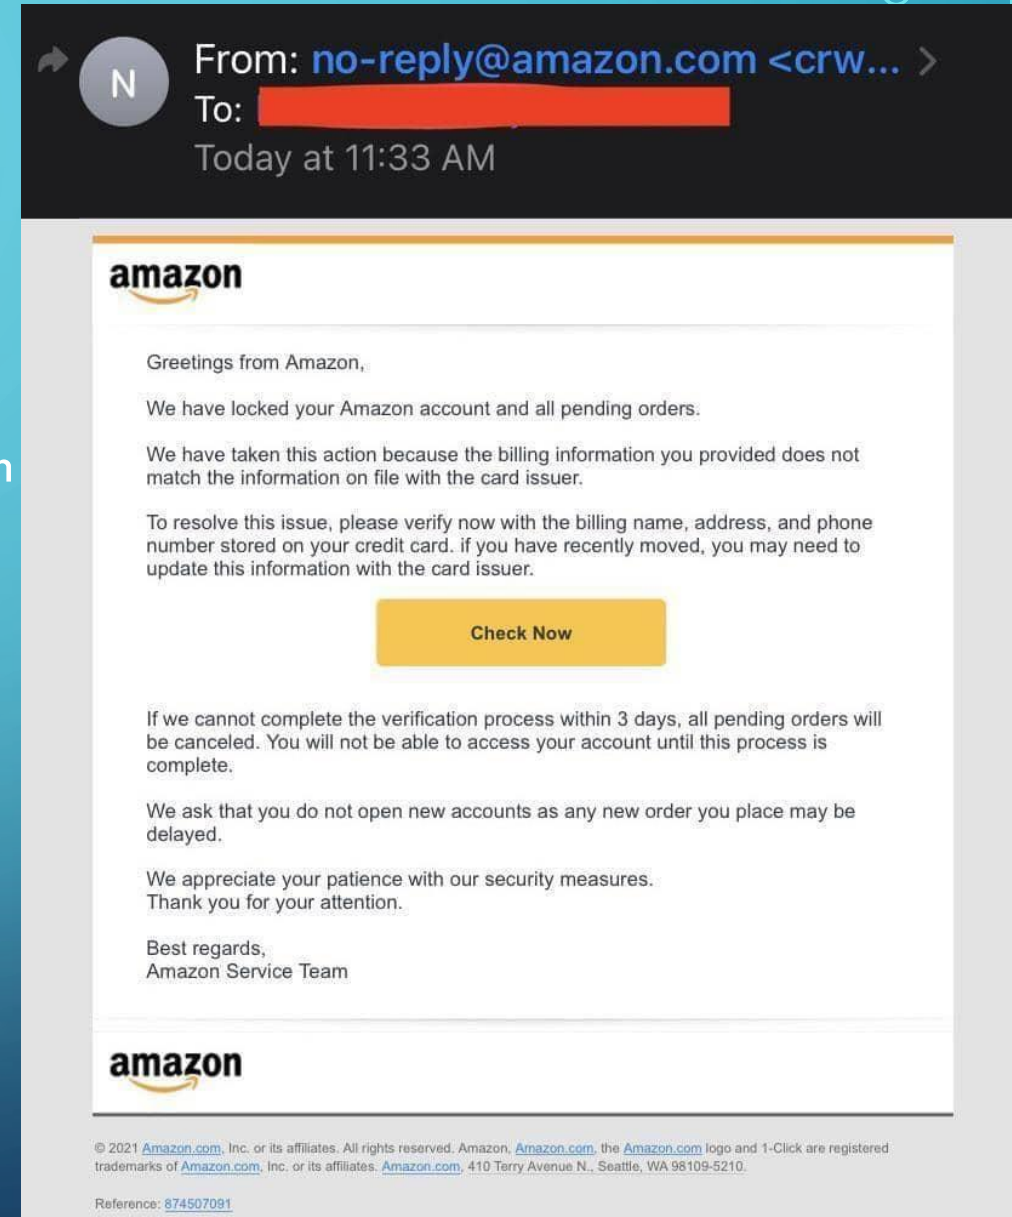 N
From: no-reply@amazon.com <crw...
To:
Today at 11:33 AM
amazon
Greetings from Amazon,
We have locked your Amazon account and all pending orders.
We have taken this action because the billing information you provided does not
match the information on file with the card issuer.
To resolve this issue, please verify now with the billing name, address, and phone
number stored on your credit card. if you have recently moved, you may need to
update this information with the card issuer.
Check Now
If we cannot complete the verification process within 3 days, all pending orders will
be canceled. You will not be able to access your account until this process is
complete.
We ask that you do not open new accounts as any new order you place may be
delayed.
We appreciate your patience with our security measures.
Thank you for your attention.
Best regards,
Amazon Service Team
amazon
© 2021 Amazon.com, Inc. or its affiliates. All rights reserved. Amazon, Amazon.com, the Amazon.com logo and 1-Click are registered
trademarks of Amazon.com, Inc. or its affiliates. Amazon.com, 410 Terry Avenue N., Seattle, WA 98109-5210.
Reference: 874507091